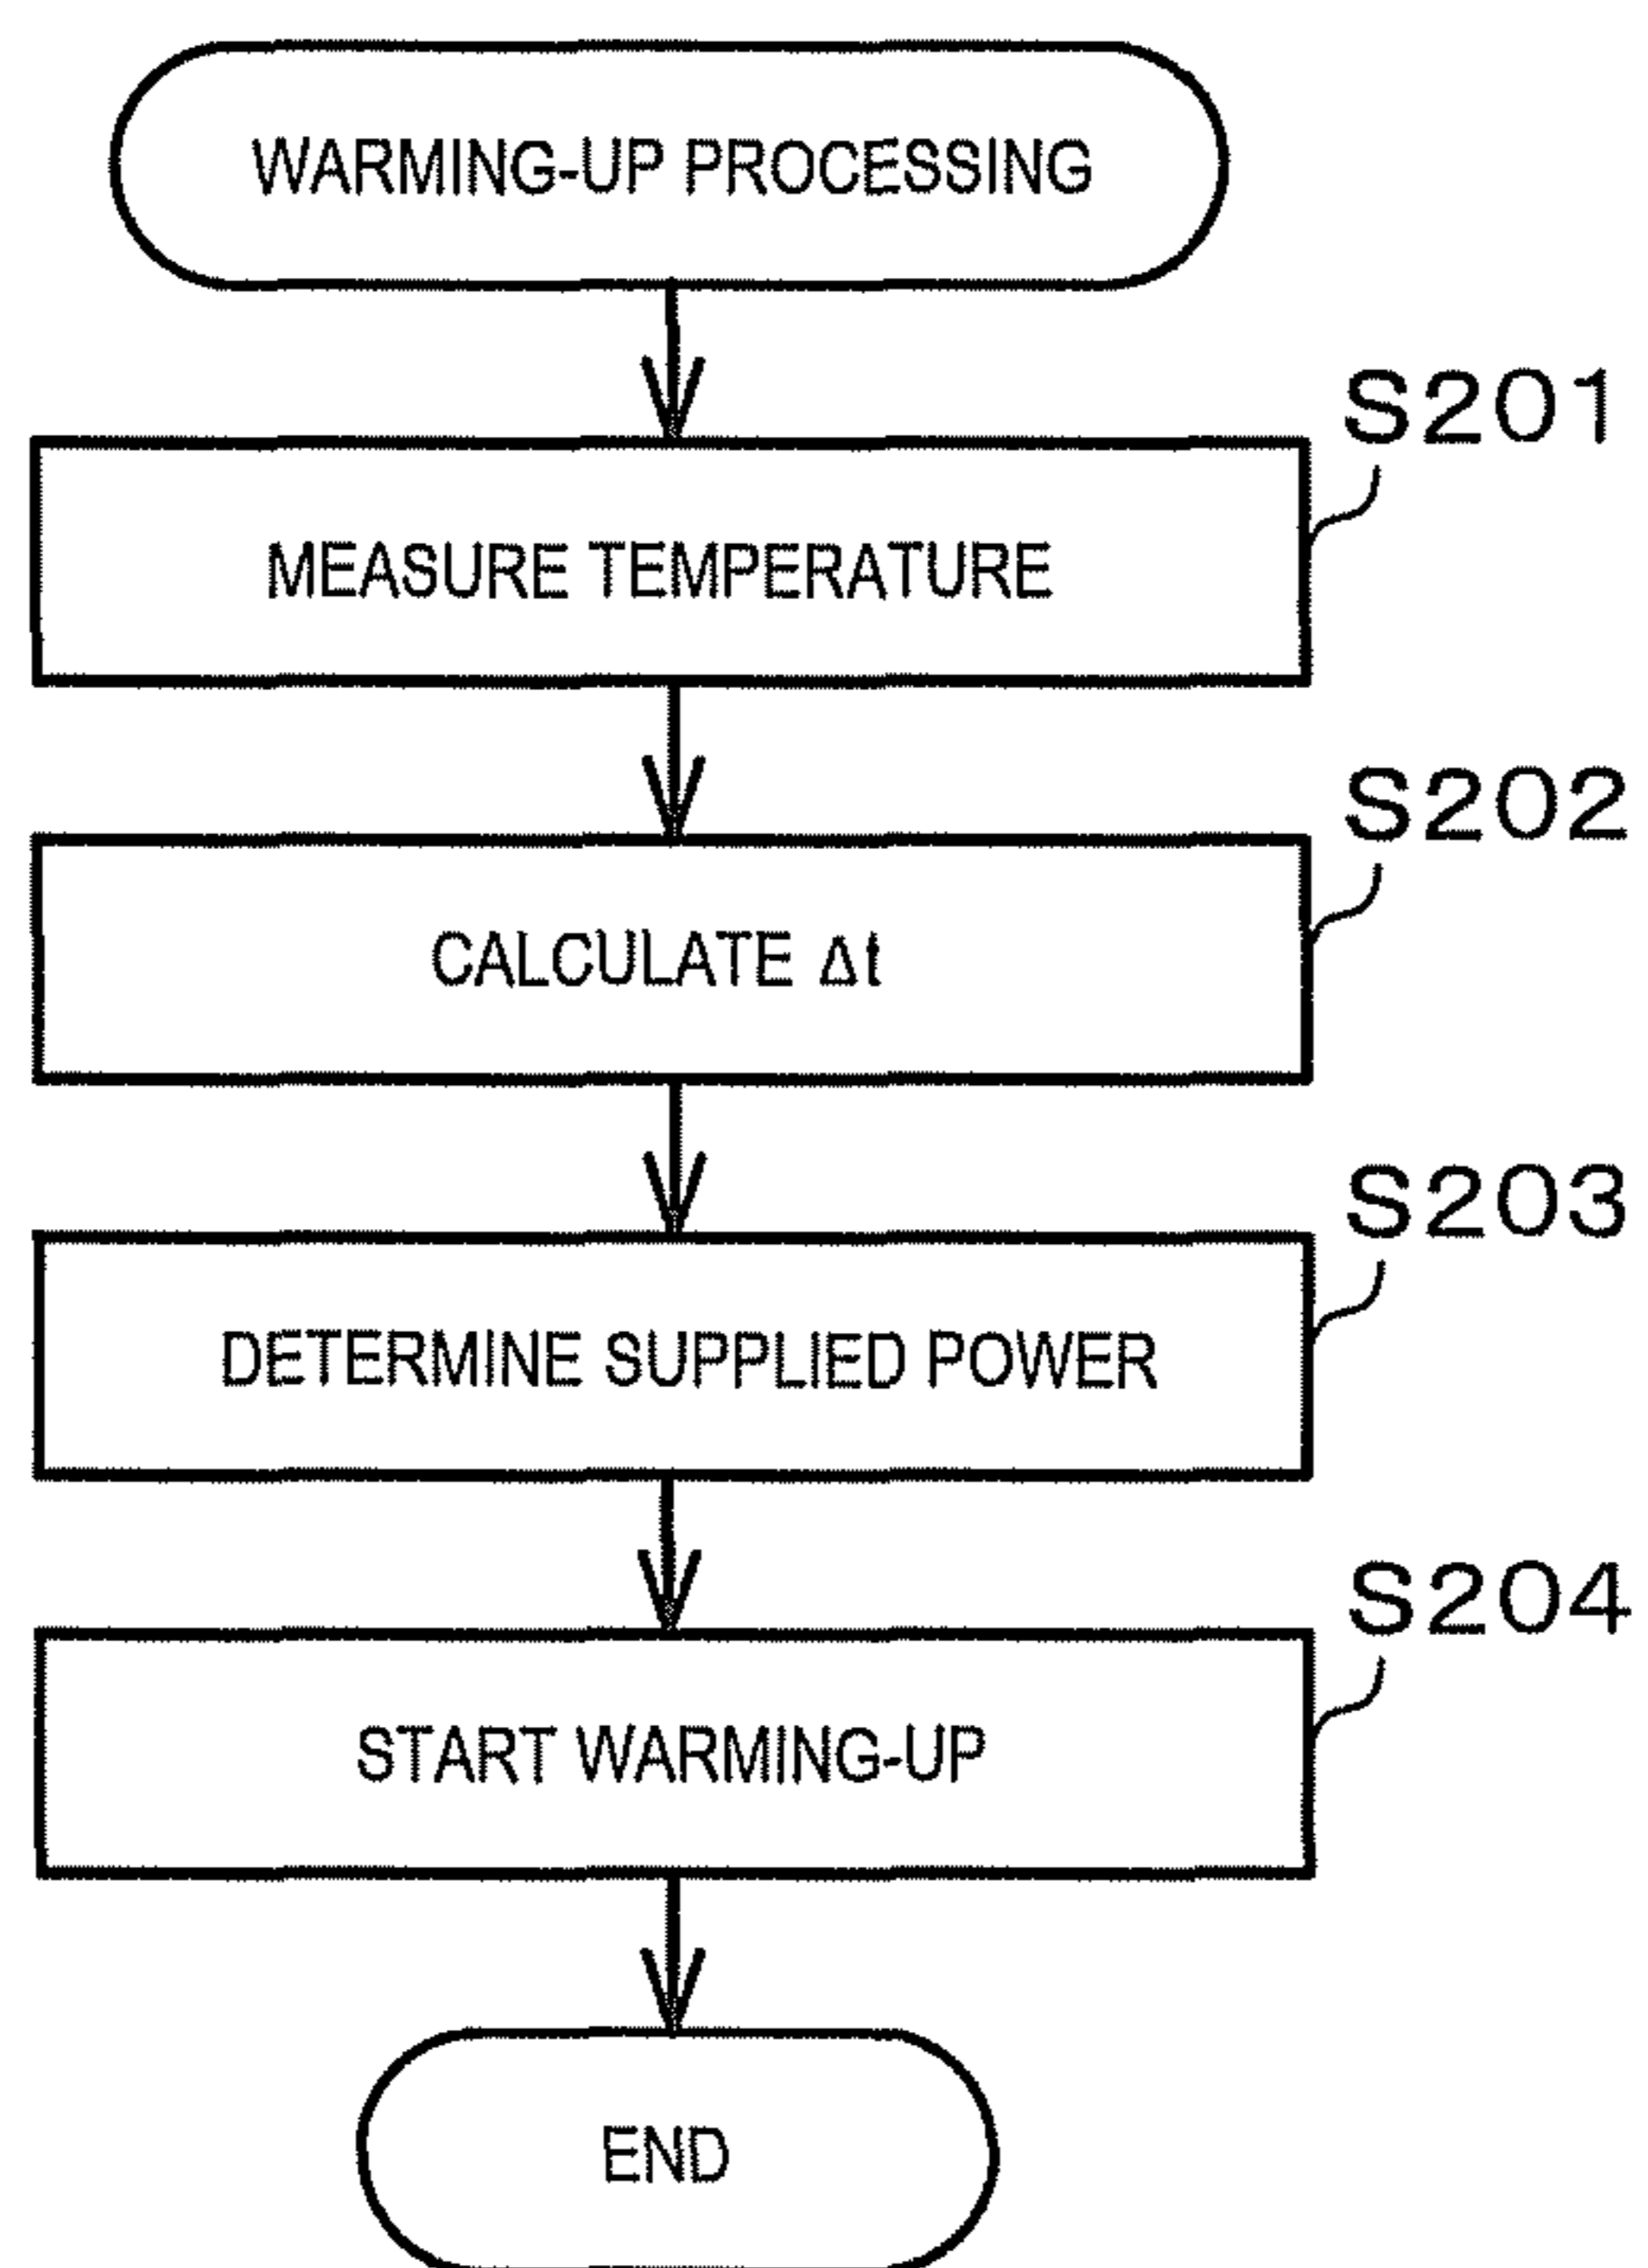 WARMING-UP PROCESSING
S201
MEASURE TEMPERATURE
S202
CALCULATE Δt
S203
DETERMINE SUPPLIED POWER
S204
START WARMING-UP
END